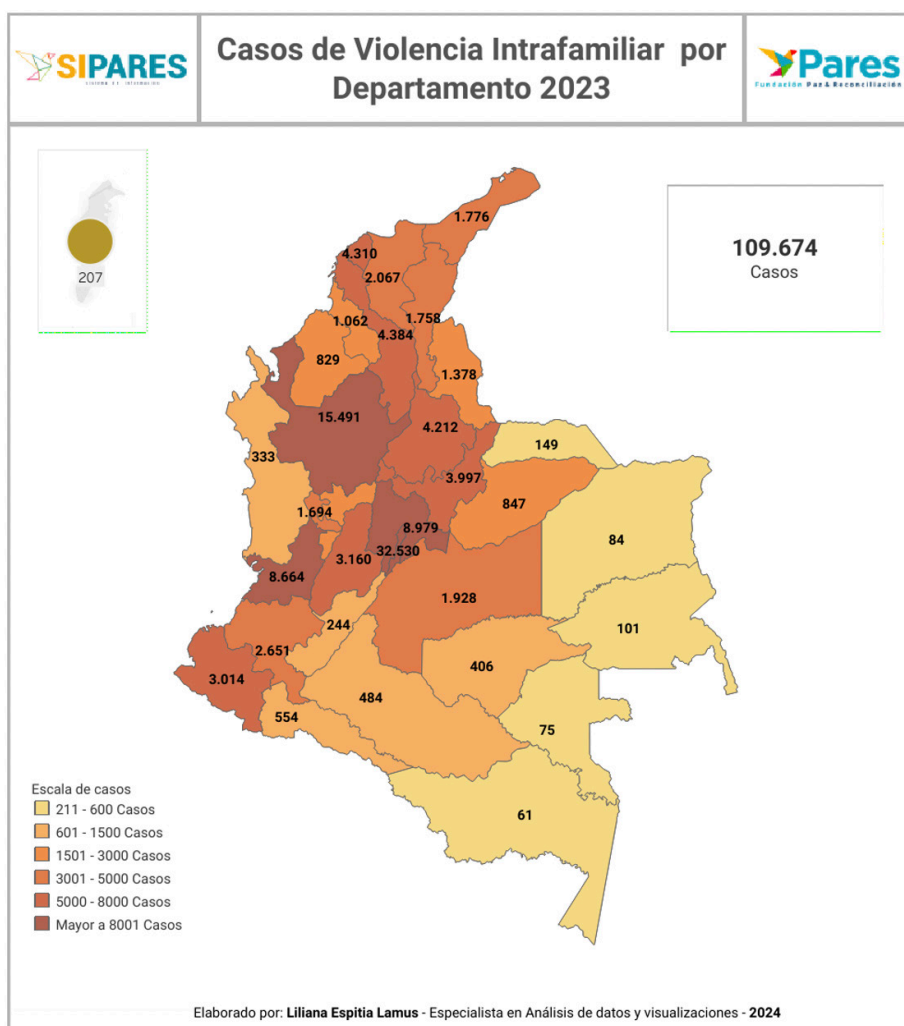 SIPARES
Casos de Violencia Intrafamiliar por
Departamento 2023
Pares
Fundación Paz & Reconciliación
207
109.674
Casos
1.776
4.310
2.067
1.062
1.758
4.384
829
1.378
15.491
4.212
149
333
3.997
847
1.694
8.979
32.530
84
3.160
8.664
1.928
244
101
2.651
406
3.014
484
554
75
61
Escala de casos
211 - 600 Casos
601 - 1500 Casos
1501 - 3000 Casos
3001 - 5000 Casos
5000 - 8000 Casos
Mayor a 8001 Casos
Elaborado por: Liliana Espitia Lamus - Especialista en Análisis de datos y visualizaciones - 2024